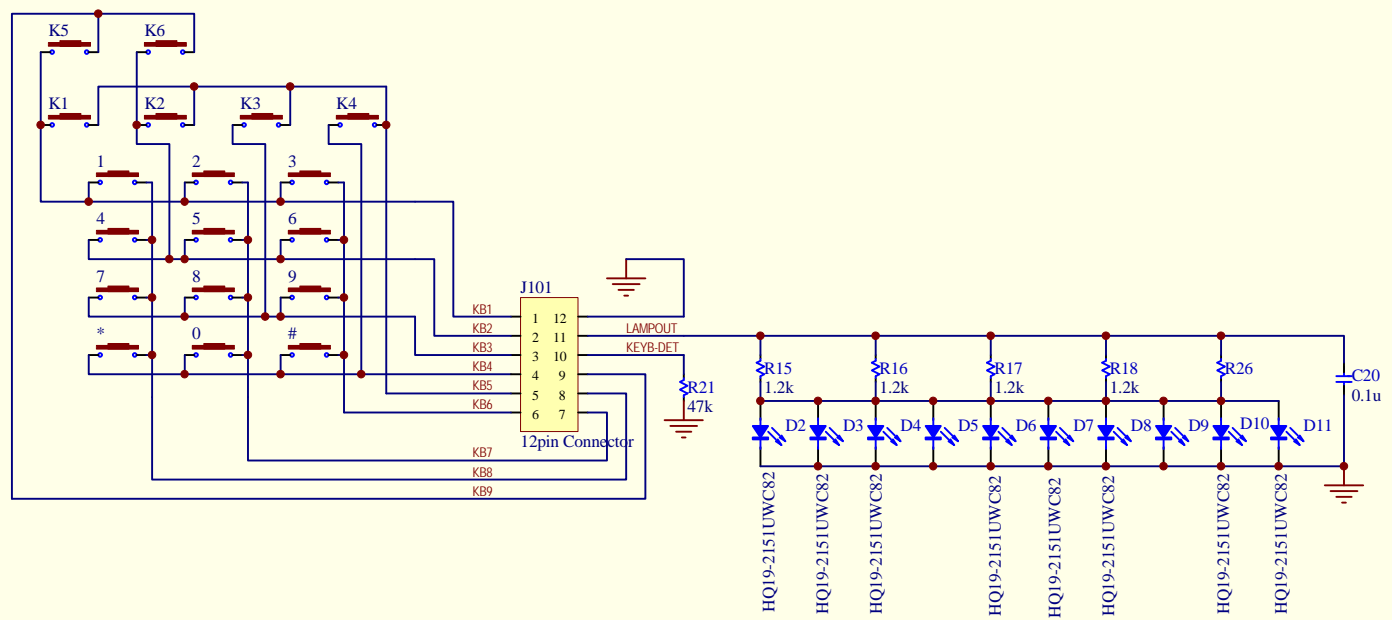 K5 K6
K1 K2 K3 K4
1 2 3
4 5 6
7 8 9
* 0 #
J101
KB1 1 12
KB2 2 11 LAMPOUT
KB3 3 10 KEYB-DET
KB4 4 9
KB5 5 8
KB6 6 7
12pin Connector
KB7
KB8
KB9
R21
47k
R15 R16 R17 R18 R26
1.2k 1.2k 1.2k 1.2k
C20
0.1u
D2 D3 D4 D5 D6 D7 D8 D9 D10 D11
HQ19-2151UWC82
HQ19-2151UWC82
HQ19-2151UWC82
HQ19-2151UWC82
HQ19-2151UWC82
HQ19-2151UWC82
HQ19-2151UWC82
HQ19-2151UWC82